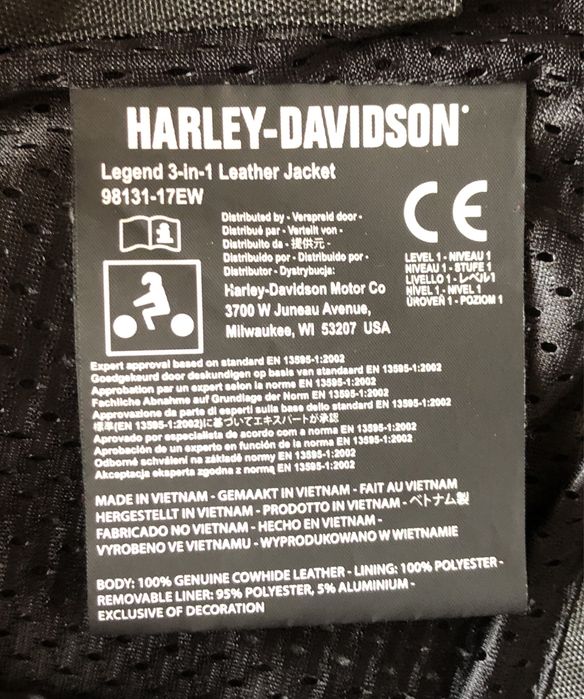 HARLEY-DAVIDSON®
Legend 3-in-1 Leather Jacket
98131-17EW
CE
Distributed by - Verspreid door -
Distribué par - Verteilt von -
Distribuito da - 提供元 -
Distribuido por - Distribuído por -
Distributor - Dystrybucja:
Harley-Davidson Motor Co
3700 W Juneau Avenue,
Milwaukee, WI 53207 USA
LEVEL 1 - NIVEAU 1
NIVEAU 1 - STUFE 1
LIVELLO 1 - レベル1
NIVEL 1 - NÍVEL 1
ÚROVEŇ 1 - POZIOM 1
Expert approval based on standard EN 13595-1:2002
Goedgekeurd door deskundigen op basis van standaard EN 13595-1:2002
Approbation par un expert selon la norme EN 13595-1:2002
Fachliche Abnahme auf Grundlage der Norm EN 13595-1:2002
Approvazione da parte di esperti sulla base dello standard EN 13595-1:2002
標準(EN 13595-1:2002)に基づいてエキスパートが承認
Aprovado por especialista de acordo com a norma EN 13595-1:2002
Aprobación de un experto en función de la norma EN 13595-1:2002
Odborné schválení na základě normy EN 13595-1:2002
Akceptacja eksperta zgodna z normą EN 13595-1:2002
MADE IN VIETNAM - GEMAAKT IN VIETNAM - FAIT AU VIETNAM
HERGESTELLT IN VIETNAM - PRODOTTO IN VIETNAM - ベトナム製
FABRICADO NO VIETNAM - HECHO EN VIETNAM -
VYROBENO VE VIETNAMU - WYPRODUKOWANO W WIETNAMIE
BODY: 100% GENUINE COWHIDE LEATHER - LINING: 100% POLYESTER -
REMOVABLE LINER: 95% POLYESTER, 5% ALUMINIUM -
EXCLUSIVE OF DECORATION